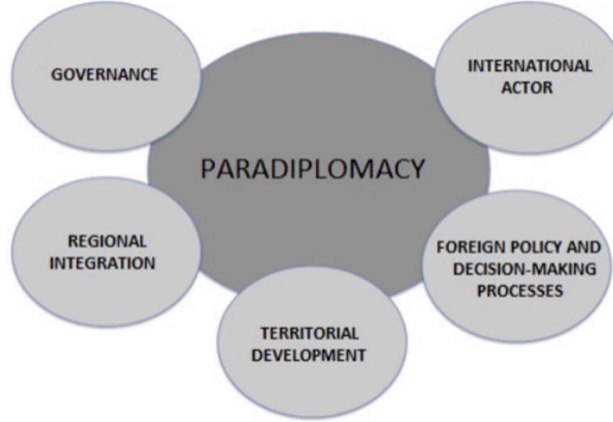 GOVERNANCE
INTERNATIONAL
ACTOR
PARADIPLOMACY
REGIONAL
INTEGRATION
FOREIGN POLICY AND
DECISION-MAKING
PROCESSES
TERRITORIAL
DEVELOPMENT